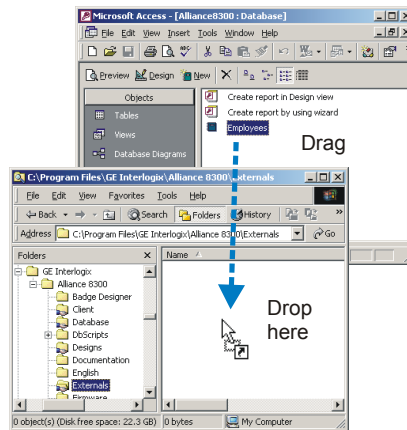 Microsoft Access - [Alliance8300 : Database]
File Edit View Insert Tools Window Help
Preview Design New
Objects
Tables
Views
Database Diagrams
Create report in Design view
Create report by using wizard
Employees
Drag
C:\Program Files\GE Interlogix\Alliance 8300\Externals
File Edit View Favorites Tools Help
Back Search Folders History
Address C:\Program Files\GE Interlogix\Alliance 8300\Externals Go
Folders
Name
GE Interlogix
Alliance 8300
Badge Designer
Client
Database
DbScripts
Designs
Documentation
English
Externals
Firmware
Drop
here
0 object(s) (Disk free space: 22.3 GB) 0 bytes My Computer